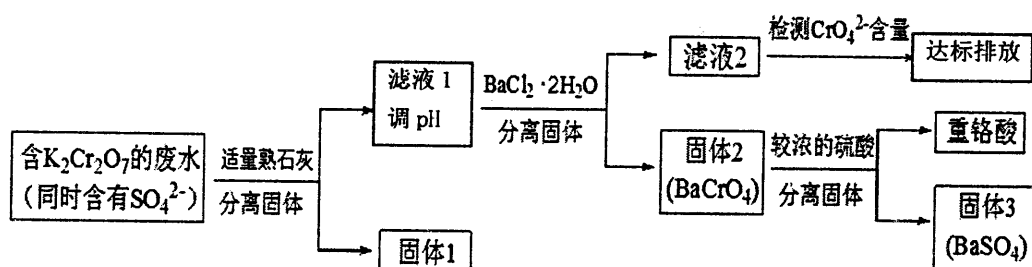 含K₂Cr₂O₇的废水
（同时含有SO₄²⁻）
适量熟石灰
分离固体
滤液 1
调 pH
固体1
BaCl₂·2H₂O
分离固体
滤液2
检测CrO₄²⁻含量
达标排放
固体2
(BaCrO₄)
较浓的硫酸
分离固体
重铬酸
固体3
(BaSO₄)